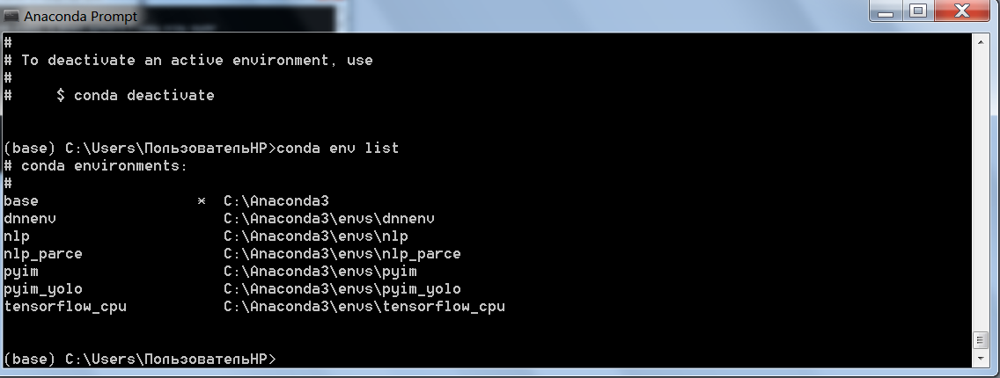 Anaconda Prompt
#
# To deactivate an active environment, use
#
#     $ conda deactivate
(base) C:\Users\ПользовательHP>conda env list
# conda environments:
#
base                  *  C:\Anaconda3
dnnenv                   C:\Anaconda3\envs\dnnenv
nlp                      C:\Anaconda3\envs\nlp
nlp_parce                C:\Anaconda3\envs\nlp_parce
pyim                     C:\Anaconda3\envs\pyim
pyim_yolo                C:\Anaconda3\envs\pyim_yolo
tensorflow_cpu           C:\Anaconda3\envs\tensorflow_cpu
(base) C:\Users\ПользовательHP>